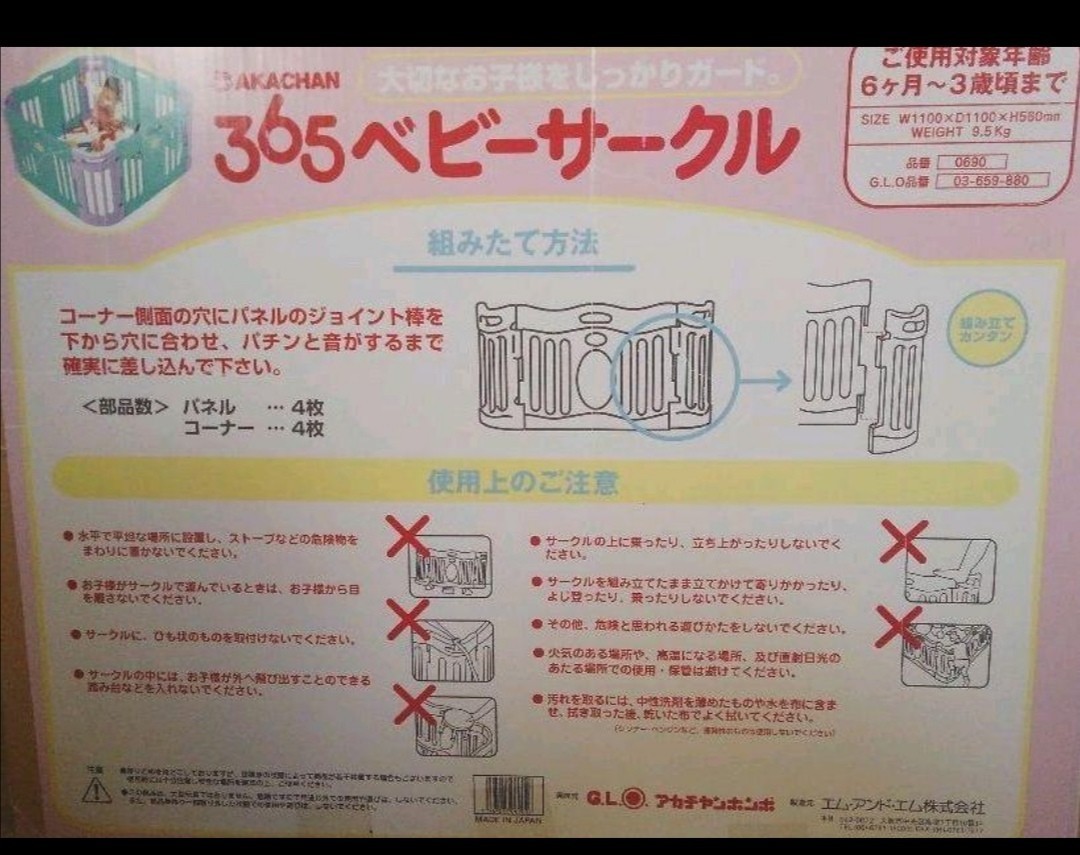 AKACHAN
大切なお子様をしっかりガード。
365ベビーサークル
ご使用対象年齢
6ヶ月〜3歳頃まで
SIZE W1100×D1100×H560mm
WEIGHT 9.5Kg
品番 0690
G.L.O品番 03-659-880
組みたて方法
コーナー側面の穴にパネルのジョイント棒を
下から穴に合わせ、パチンと音がするまで
確実に差し込んで下さい。
<部品数> パネル … 4枚
コーナー … 4枚
組み立て
カンタン
使用上のご注意
●水平で平坦な場所に設置し、ストーブなどの危険物を
まわりに置かないでください。
●お子様がサークルで遊んでいるときは、お子様から目
を離さないでください。
●サークルに、ひも状のものを取付けないでください。
●サークルの中には、お子様が外へ飛び出すことのできる
踏み台などを入れないでください。
●サークルの上に乗ったり、立ち上がったりしないでく
ださい。
●サークルを組み立てたまま立てかけて寄りかかったり、
よじ登ったり、乗ったりしないでください。
●その他、危険と思われる遊びかたをしないでください。
●火気のある場所や、高温になる場所、及び直射日光の
あたる場所での使用・保管は避けてください。
●汚れを取るには、中性洗剤を薄めたものや水を布に含ま
せ、拭き取った後、乾いた布でよく拭いてください。
注意
MADE IN JAPAN
G.L.O. アカチャンホンポ
製造元 エム・アンド・エム株式会社